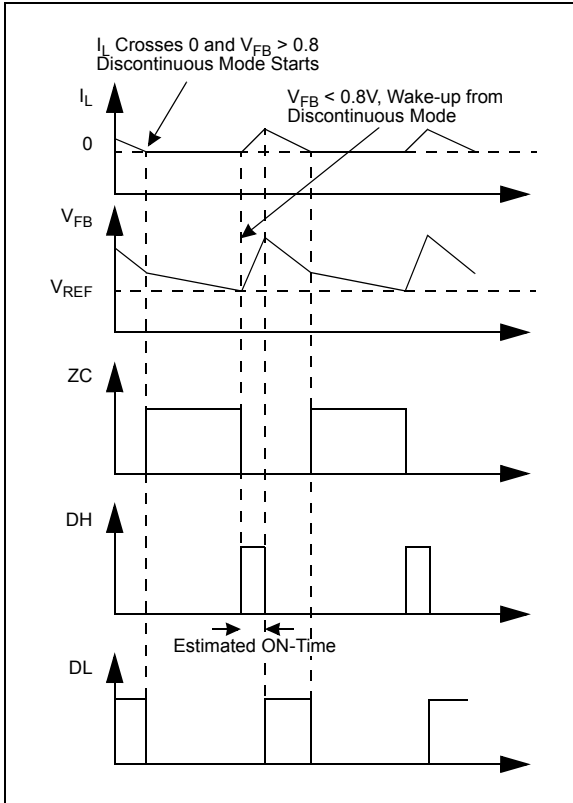 I_L Crosses 0 and V_FB > 0.8
Discontinuous Mode Starts
V_FB < 0.8V, Wake-up from
Discontinuous Mode
I_L
0
V_FB
V_REF
ZC
DH
Estimated ON-Time
DL